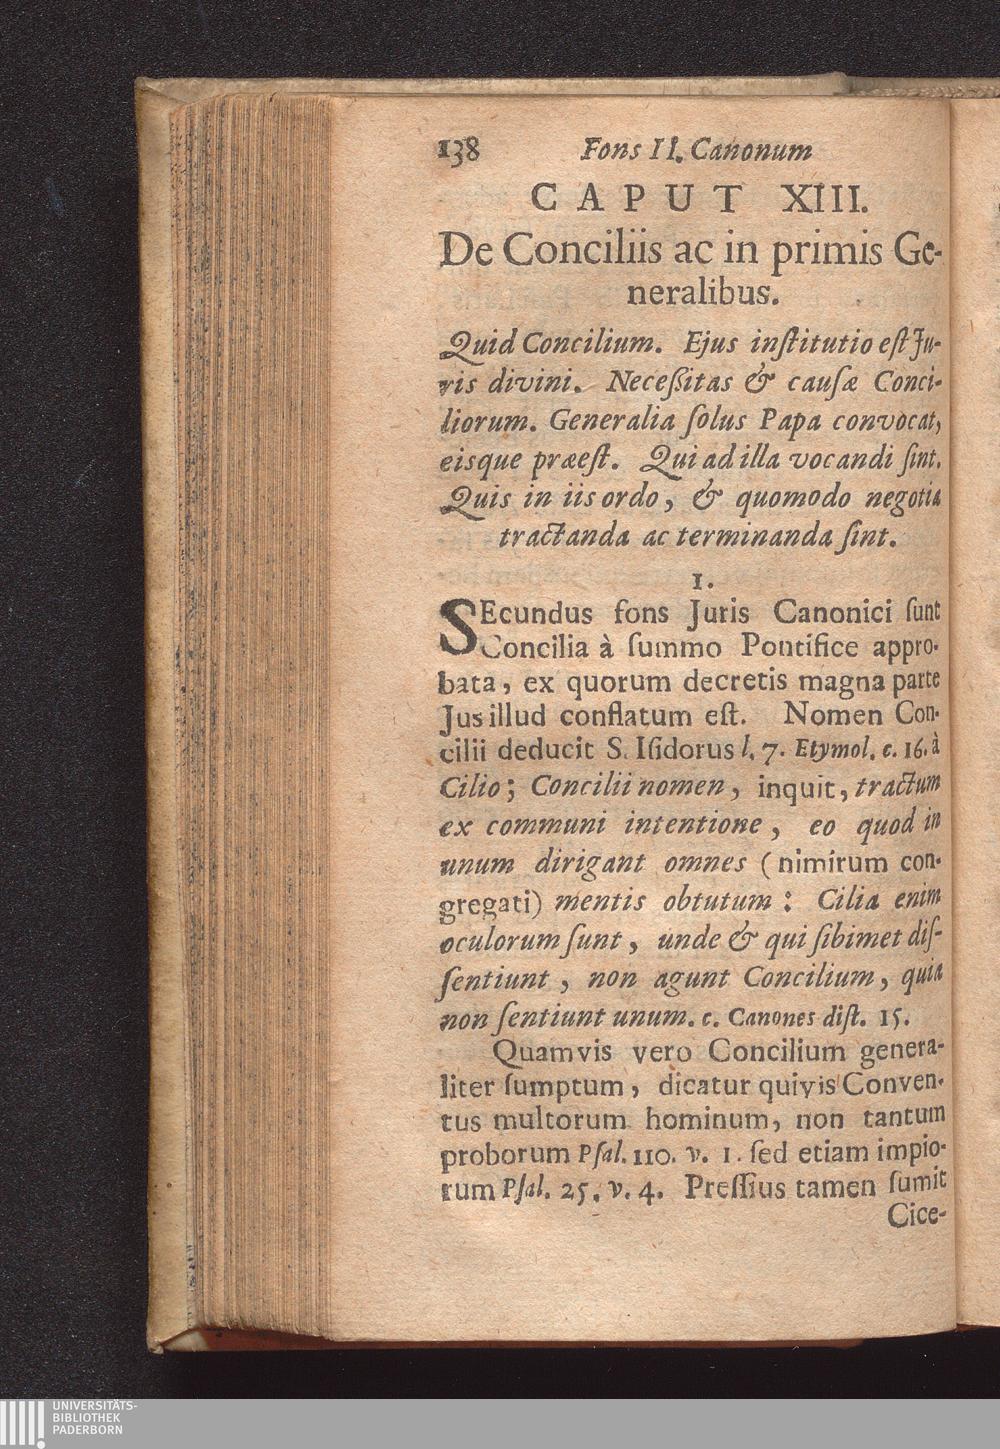 138 Fons II. Canonum
CAPUT XIII.
De Conciliis ac in primis Ge-
neralibus.
Quid Concilium. Ejus inſtitutio eſt Ju-
ris divini. Neceßitas & cauſæ Conci-
liorum. Generalia ſolus Papa convocat,
eisque præeſt. Qui ad illa vocandi ſint.
Quis in iis ordo, & quomodo negotia
tractanda ac terminanda ſint.
1.
SEcundus fons Juris Canonici ſunt
Concilia à ſummo Pontifice appro-
bata, ex quorum decretis magna parte
Jus illud conflatum eſt. Nomen Con-
cilii deducit S. Iſidorus l. 7. Etymol. c. 16. à
Cilio; Concilii nomen, inquit, tractum
ex communi intentione, eo quod in
unum dirigant omnes (nimirum con-
gregati) mentis obtutum: Cilia enim
oculorum ſunt, unde & qui ſibimet diſ-
ſentiunt, non agunt Concilium, quia
non ſentiunt unum. c. Canones diſt. 15.
Quamvis vero Concilium genera-
liter ſumptum, dicatur quivis Conven-
tus multorum hominum, non tantum
proborum Pſal. 110. v. 1. ſed etiam impio-
rum Pſal. 25. v. 4. Preſſius tamen ſumit
Cice-
UNIVERSITÄTS-
BIBLIOTHEK
PADERBORN